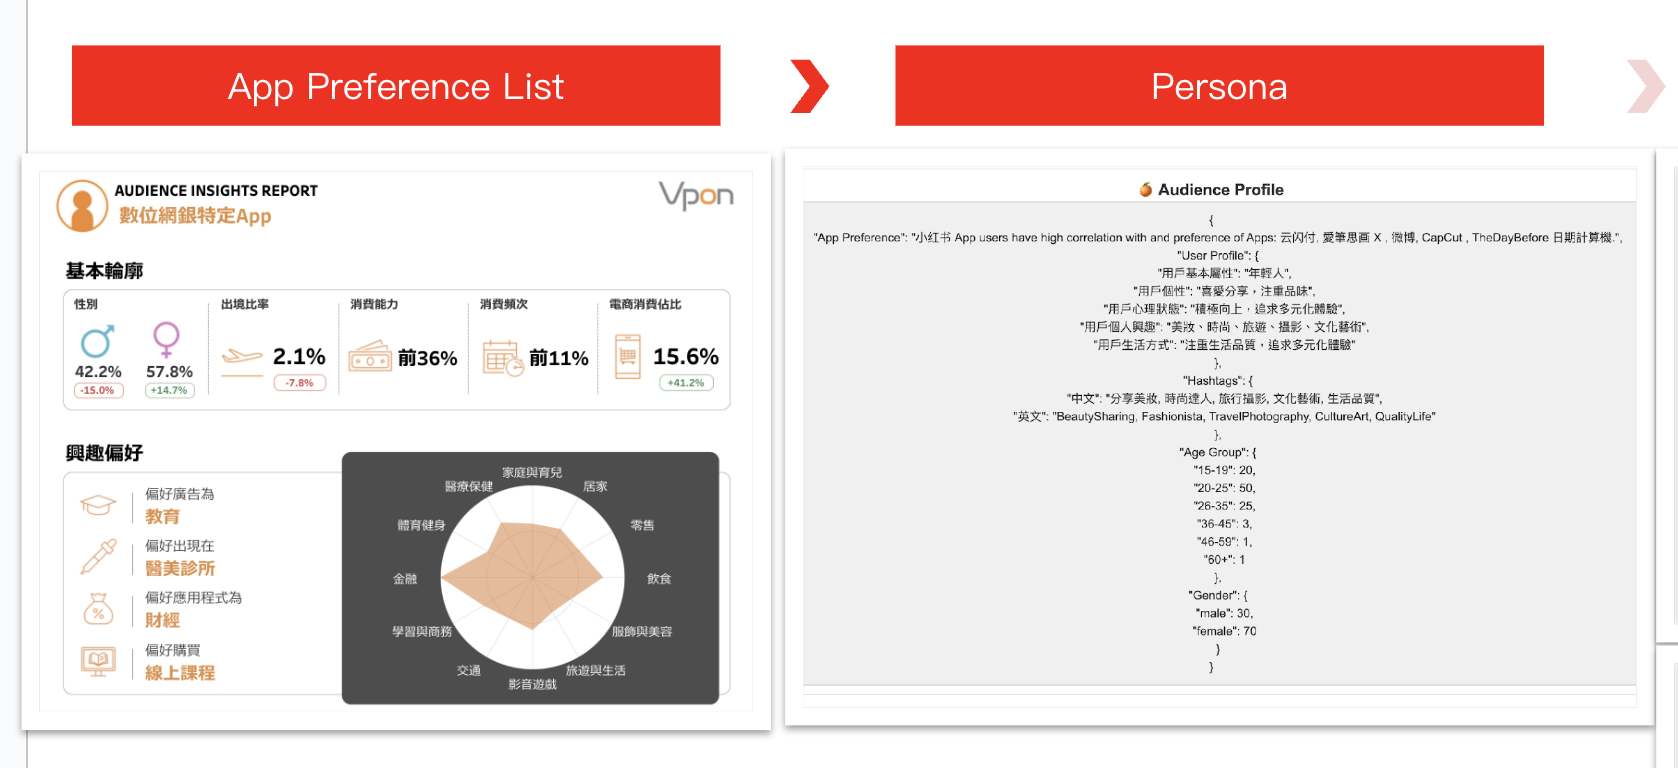 App Preference List
Persona
AUDIENCE INSIGHTS REPORT
數位網銀特定App
Vpon
基本輪廓
性別
42.2%
-15.0%
57.8%
+14.7%
出境比率
2.1%
-7.8%
消費能力
前36%
消費頻次
前11%
電商消費佔比
15.6%
+41.2%
興趣偏好
偏好廣告為
教育
偏好出現在
醫美診所
偏好應用程式為
財經
偏好購買
線上課程
家庭與育兒
居家
零售
飲食
服飾與美容
旅遊與生活
影音遊戲
交通
學習與商務
金融
體育健身
醫療保健
Audience Profile
{
"App Preference": "小红书 App users have high correlation with and preference of Apps: 云闪付, 愛筆思画 X , 微博, CapCut , TheDayBefore 日期計算機.",
"User Profile": {
"用戶基本屬性": "年輕人",
"用戶個性": "喜愛分享，注重品味",
"用戶心理狀態": "積極向上，追求多元化體驗",
"用戶個人興趣": "美妝、時尚、旅遊、攝影、文化藝術",
"用戶生活方式": "注重生活品質，追求多元化體驗"
},
"Hashtags": {
"中文": "分享美妝, 時尚達人, 旅行攝影, 文化藝術, 生活品質",
"英文": "BeautySharing, Fashionista, TravelPhotography, CultureArt, QualityLife"
},
"Age Group": {
"15-19": 20,
"20-25": 50,
"26-35": 25,
"36-45": 3,
"46-59": 1,
"60+": 1
},
"Gender": {
"male": 30,
"female": 70
}
}